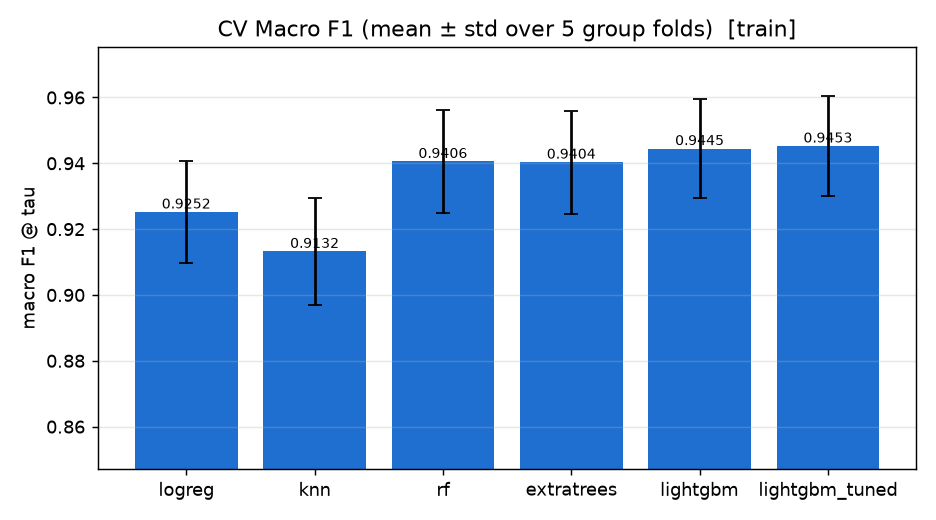 CV Macro F1 (mean ± std over 5 group folds) [train]
macro F1 @ tau
0.96
0.94
0.92
0.90
0.88
0.86
0.9252
0.9132
0.9406
0.9404
0.9445
0.9453
logreg
knn
rf
extratrees
lightgbm
lightgbm_tuned